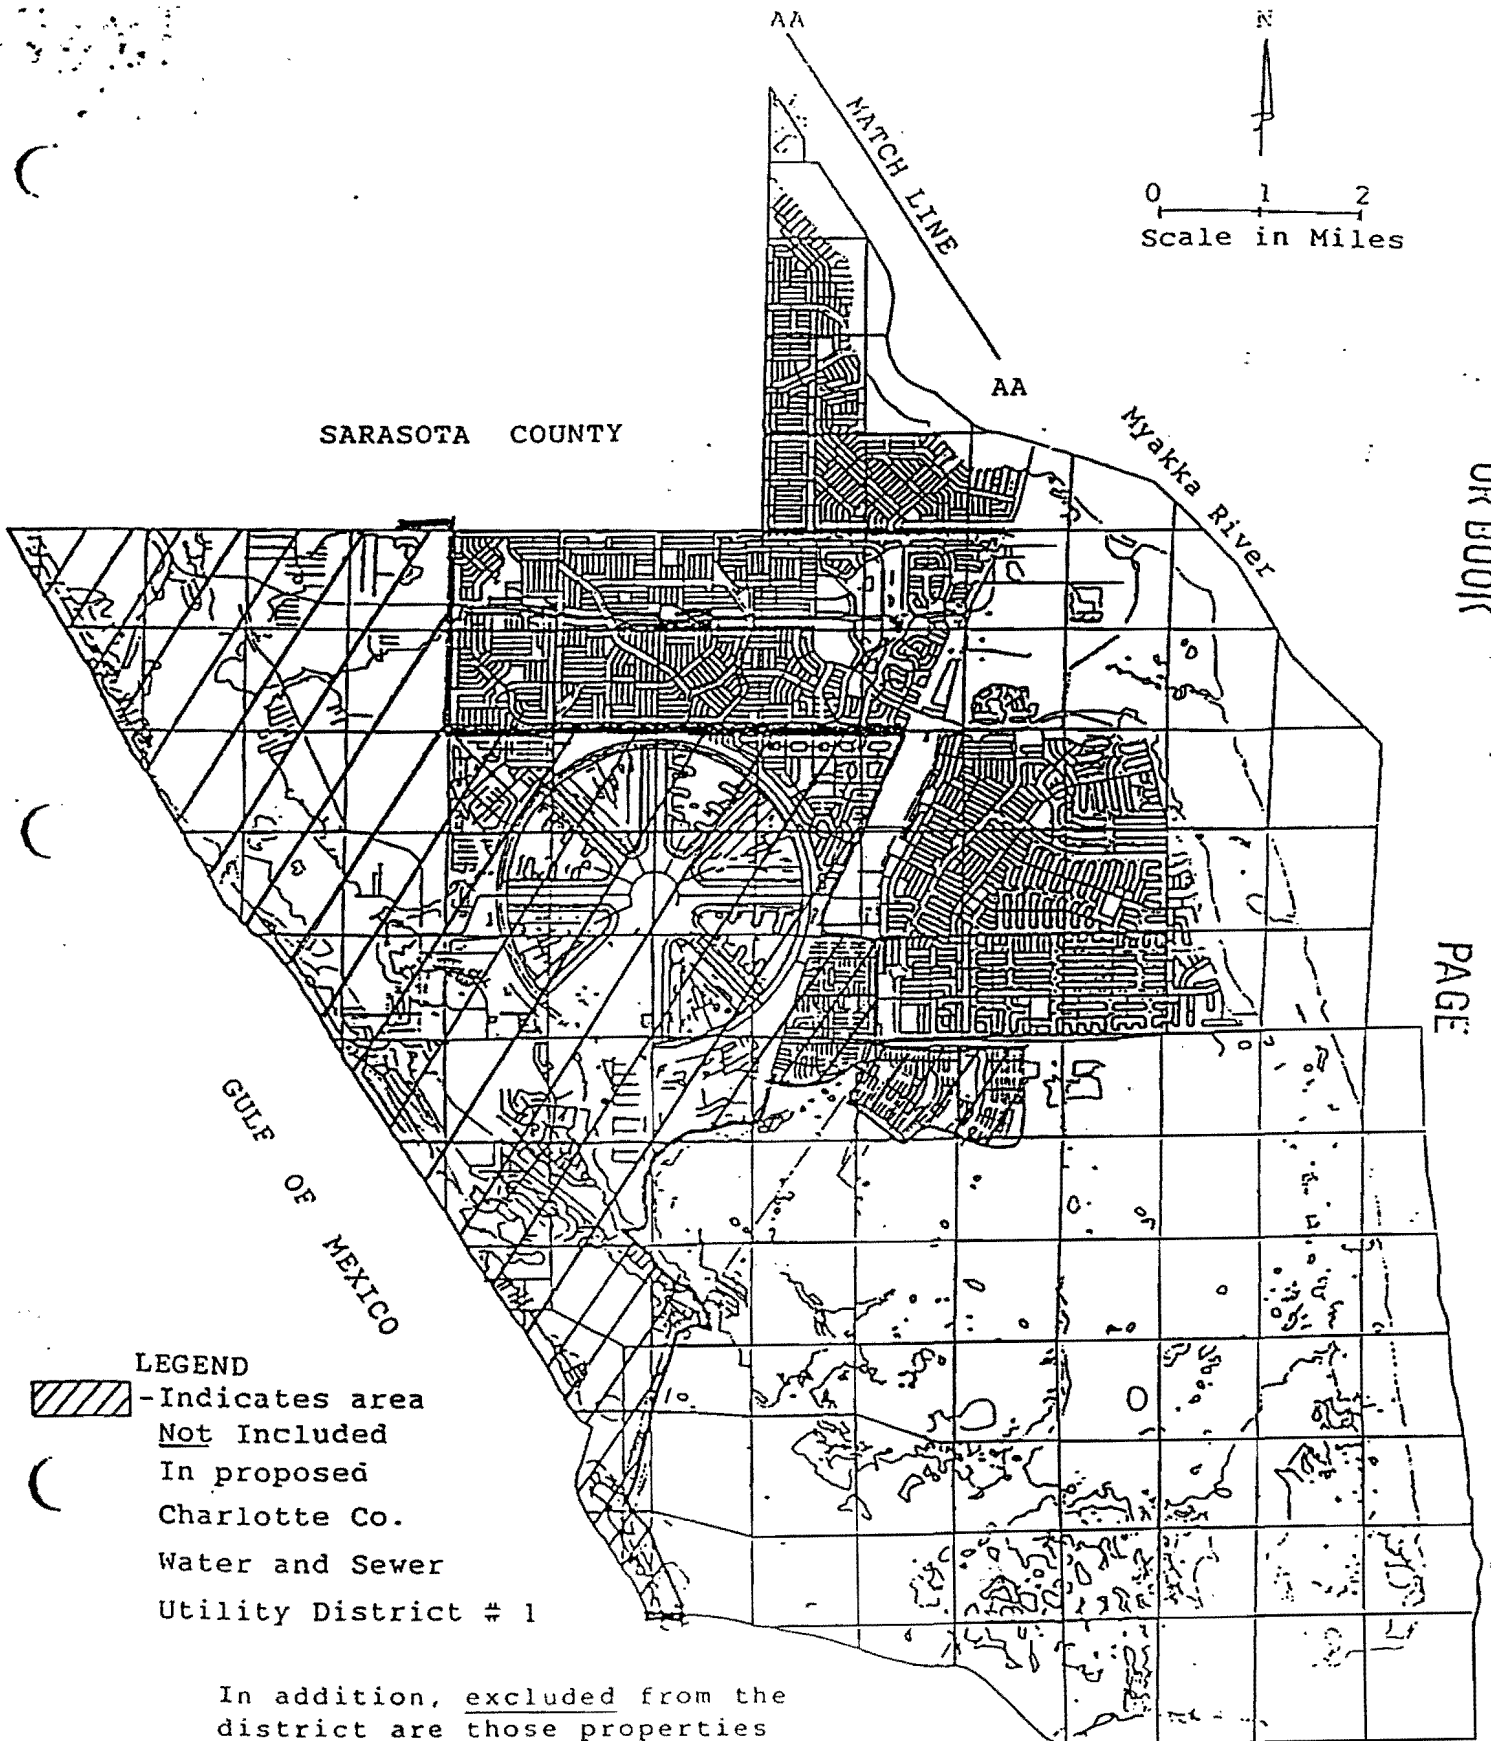 AA
N
MATCH LINE
0 1 2
Scale in Miles
AA
SARASOTA COUNTY
Myakka River
OR BOOK
PAGE
GULF OF MEXICO
LEGEND
-Indicates area
Not Included
In proposed
Charlotte Co.
Water and Sewer
Utility District # 1
In addition, excluded from the
district are those properties